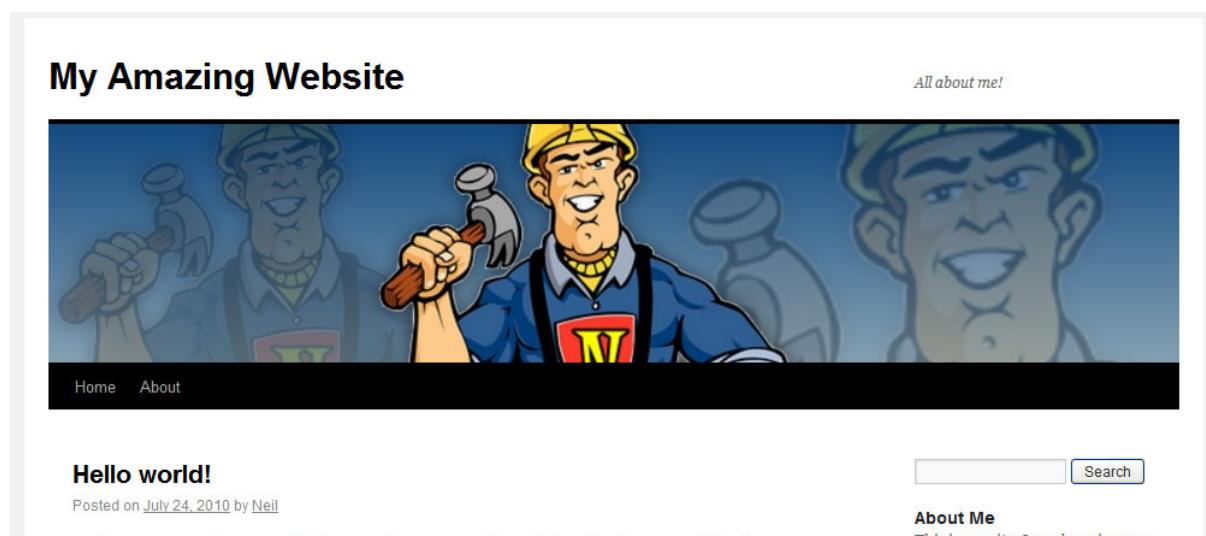 My Amazing Website
All about me!
N
Home About
Hello world!
Posted on July 24, 2010 by Neil
Search
About Me